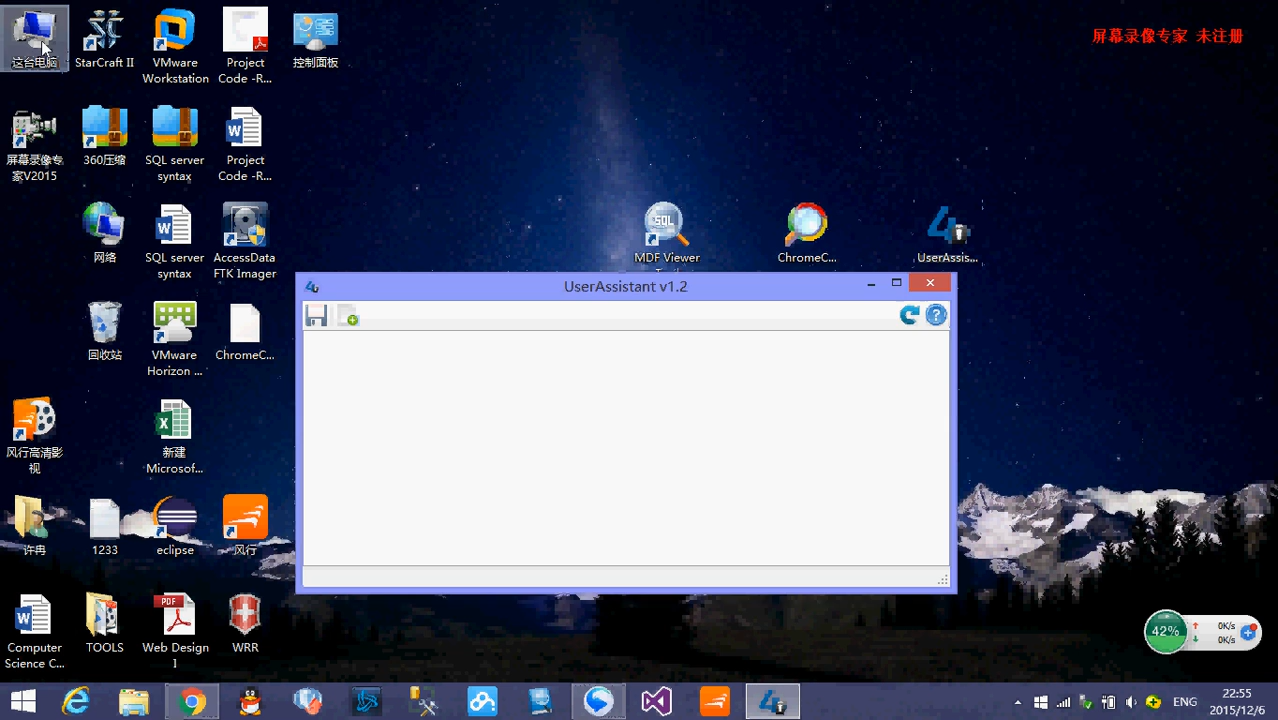 屏幕录像专家 未注册
这台电脑
StarCraft II
VMware
Workstation
Project
Code -R...
控制面板
屏幕录像专
家V2015
360压缩
SQL server
syntax
Project
Code -R...
网络
SQL server
syntax
AccessData
FTK Imager
MDF Viewer
ChromeC...
UserAssis...
回收站
VMware
Horizon ...
ChromeC...
UserAssistant v1.2
风行高清影
视
新建
Microsof...
许冉
1233
eclipse
风行
Computer
Science C...
TOOLS
Web Design
I
WRR
42%
0K/s
0K/s
ENG
22:55
2015/12/6